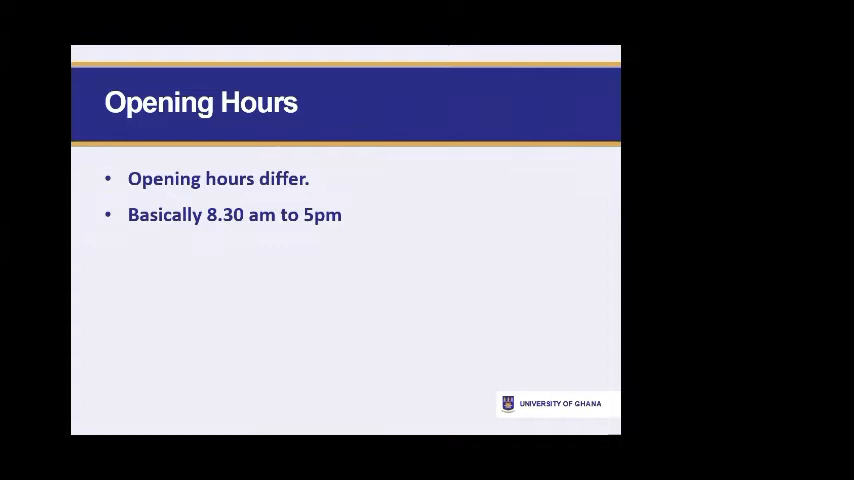 Opening Hours
• Opening hours differ.
• Basically 8.30 am to 5pm
UNIVERSITY OF GHANA